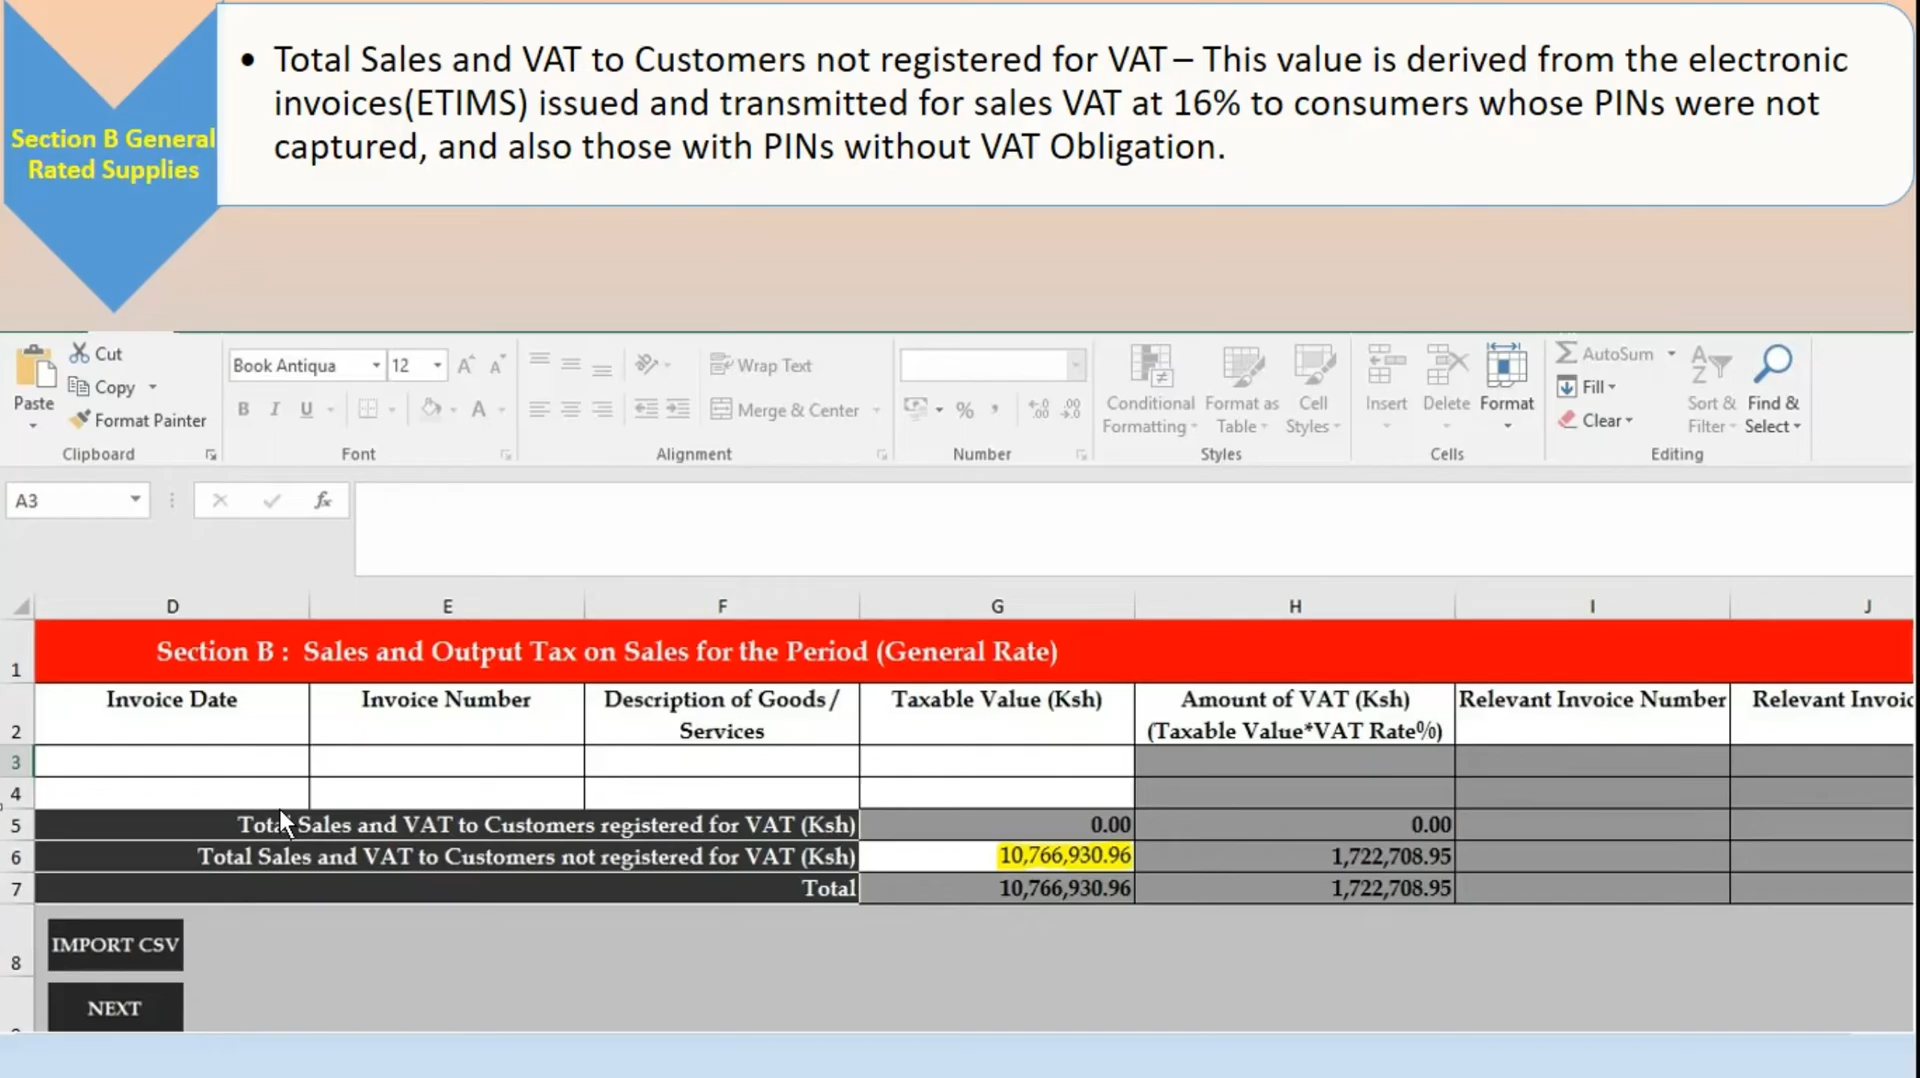 Section B General
Rated Supplies
• Total Sales and VAT to Customers not registered for VAT – This value is derived from the electronic
invoices(ETIMS) issued and transmitted for sales VAT at 16% to consumers whose PINs were not
captured, and also those with PINs without VAT Obligation.
Paste
Cut
Copy
Format Painter
Clipboard
Book Antiqua 12
B I U
Font
Wrap Text
Merge & Center
Alignment
%
Number
Conditional
Formatting
Format as
Table
Cell
Styles
Styles
Insert
Delete
Format
Cells
AutoSum
Fill
Clear
Sort &
Filter
Find &
Select
Editing
A3
fx
D E F G H I J
1 Section B : Sales and Output Tax on Sales for the Period (General Rate)
2 Invoice Date Invoice Number Description of Goods / Services Taxable Value (Ksh) Amount of VAT (Ksh) (Taxable Value*VAT Rate%) Relevant Invoice Number Relevant Invoic
3
4
5 Total Sales and VAT to Customers registered for VAT (Ksh) 0.00 0.00
6 Total Sales and VAT to Customers not registered for VAT (Ksh) 10,766,930.96 1,722,708.95
7 Total 10,766,930.96 1,722,708.95
8 IMPORT CSV
NEXT